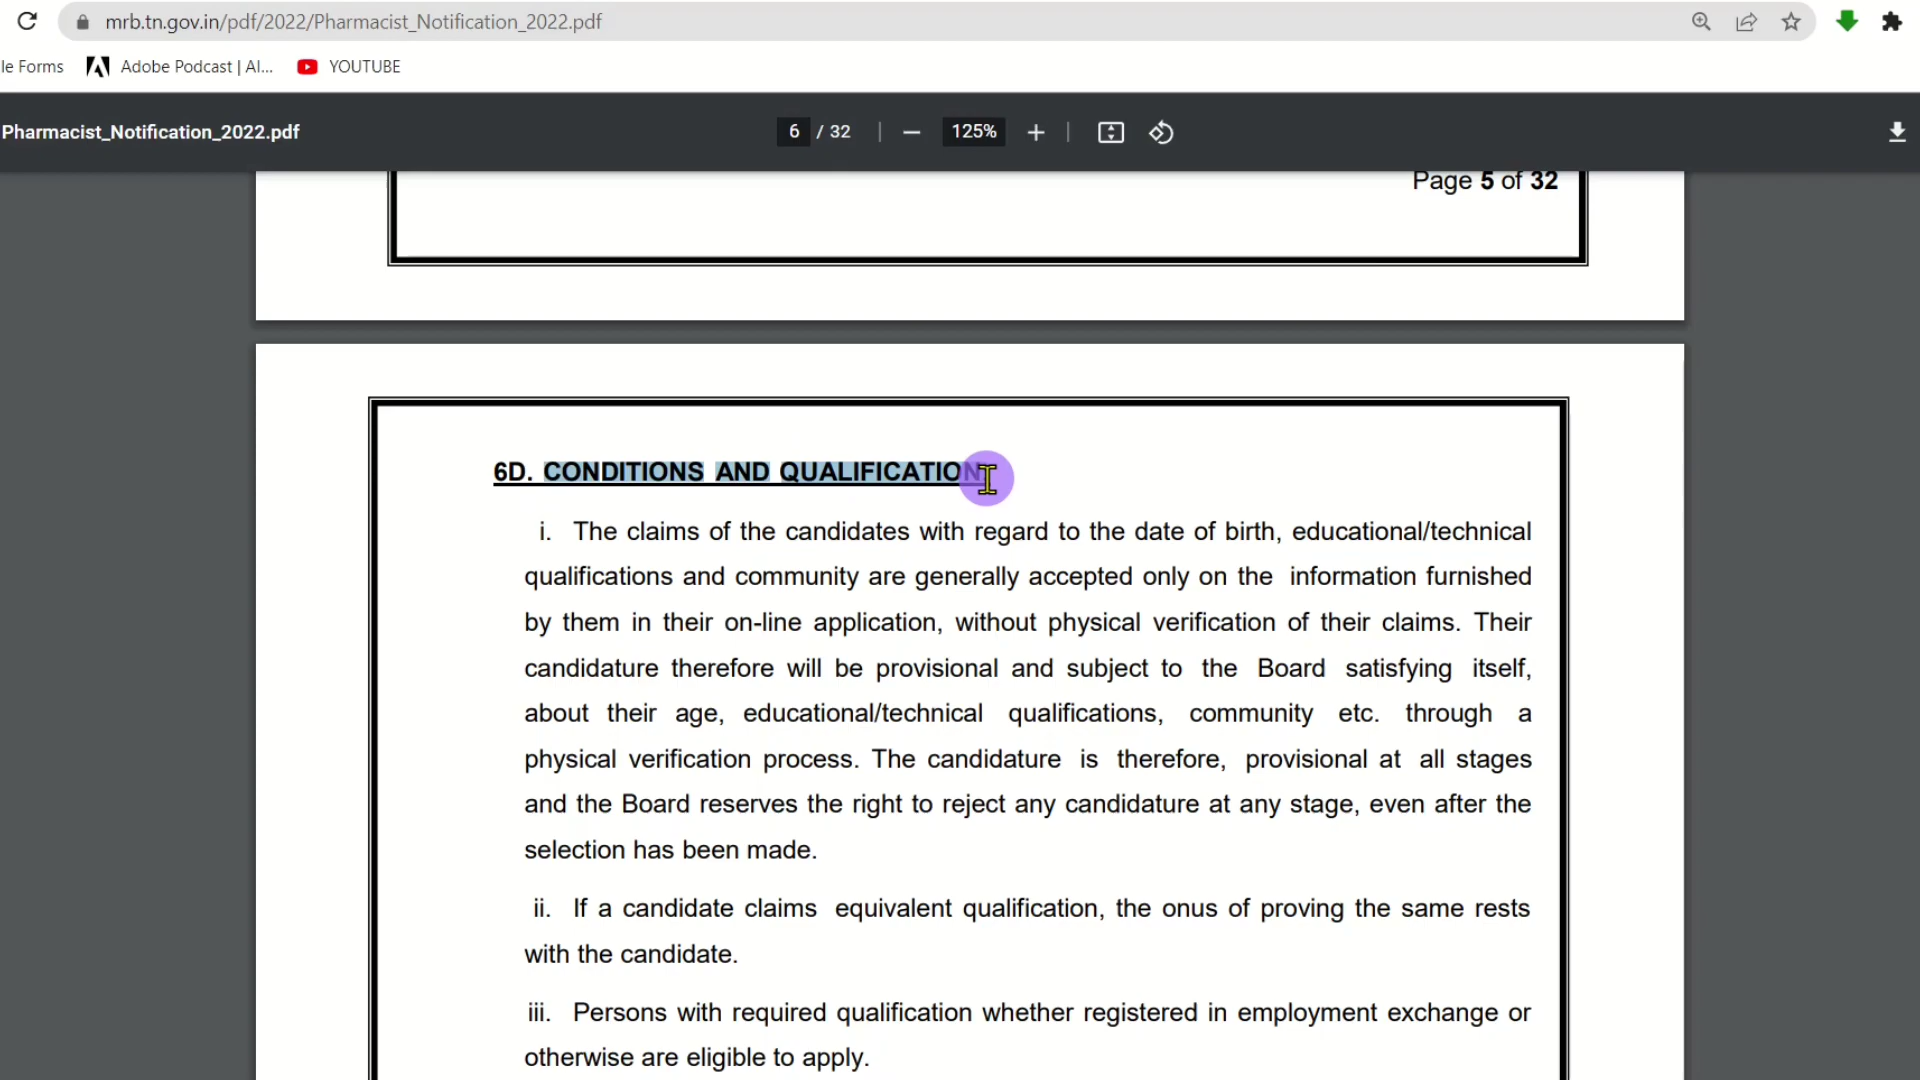 mrb.tn.gov.in/pdf/2022/Pharmacist_Notification_2022.pdf
le Forms Adobe Podcast | AI... YOUTUBE
Pharmacist_Notification_2022.pdf 6 / 32 125%
Page 5 of 32
6D. CONDITIONS AND QUALIFICATION
i. The claims of the candidates with regard to the date of birth, educational/technical
qualifications and community are generally accepted only on the information furnished
by them in their on-line application, without physical verification of their claims. Their
candidature therefore will be provisional and subject to the Board satisfying itself,
about their age, educational/technical qualifications, community etc. through a
physical verification process. The candidature is therefore, provisional at all stages
and the Board reserves the right to reject any candidature at any stage, even after the
selection has been made.
ii. If a candidate claims equivalent qualification, the onus of proving the same rests
with the candidate.
iii. Persons with required qualification whether registered in employment exchange or
otherwise are eligible to apply.